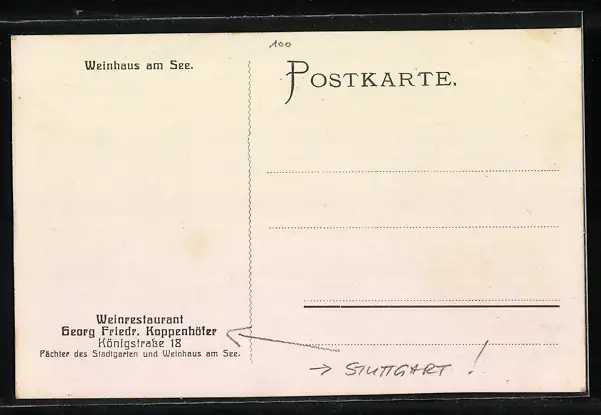 100
Weinhaus am See.
POSTKARTE.
Weinrestaurant
Georg Friedr. Koppenhöfer
Königstraße 18
Pächter des Stadtgarten und Weinhaus am See.
→ STUTTGART!